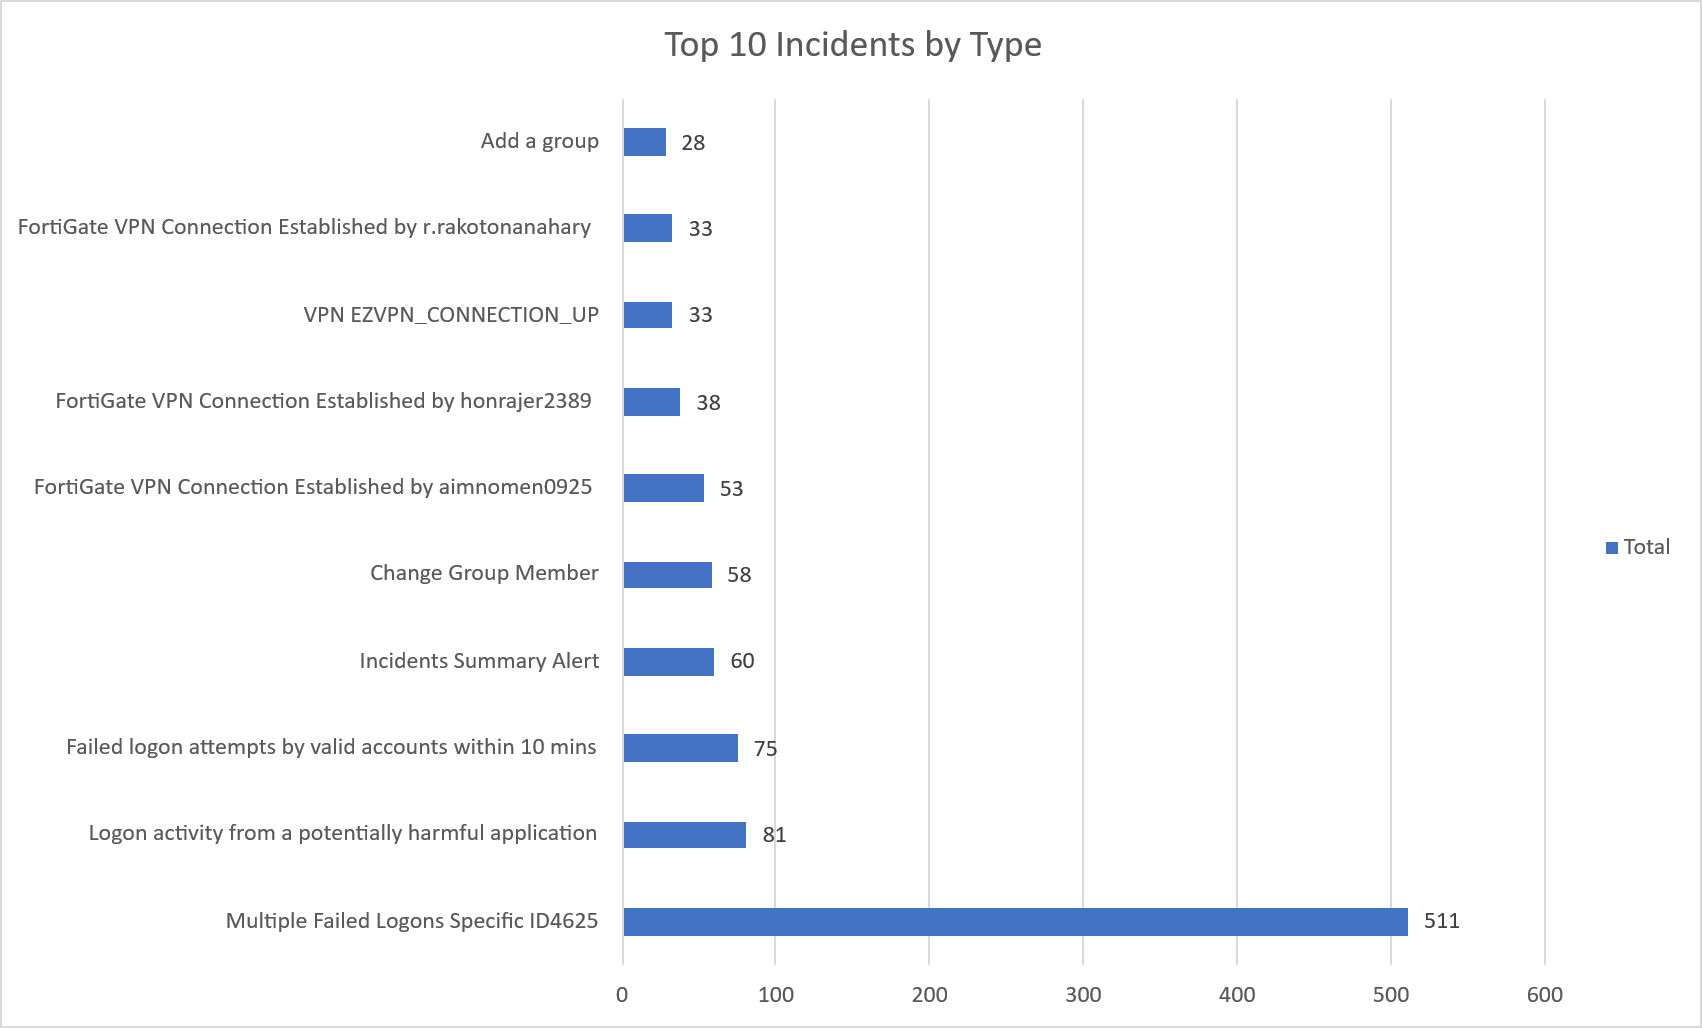 Top 10 Incidents by Type
Add a group 28
FortiGate VPN Connection Established by r.rakotonanahary 33
VPN EZVPN_CONNECTION_UP 33
FortiGate VPN Connection Established by honrajer2389 38
FortiGate VPN Connection Established by aimnomen0925 53
Change Group Member 58
Total
Incidents Summary Alert 60
Failed logon attempts by valid accounts within 10 mins 75
Logon activity from a potentially harmful application 81
Multiple Failed Logons Specific ID4625 511
0 100 200 300 400 500 600